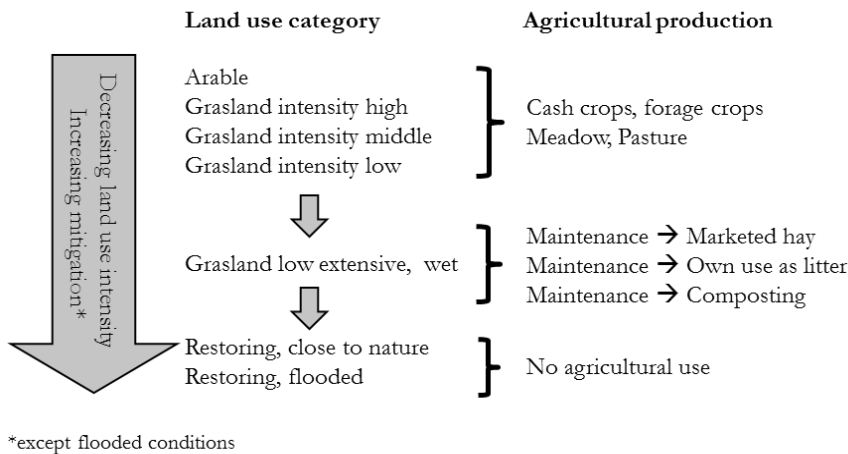 Land use category
Agricultural production
Decreasing land use intensity
Increasing mitigation*
Arable
Grasland intensity high
Grasland intensity middle
Grasland intensity low
Cash crops, forage crops
Meadow, Pasture
Grasland low extensive, wet
Maintenance → Marketed hay
Maintenance → Own use as litter
Maintenance → Composting
Restoring, close to nature
Restoring, flooded
No agricultural use
*except flooded conditions